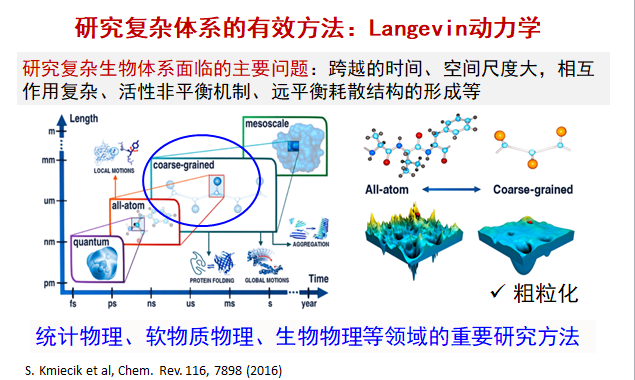 研究复杂体系的有效方法：Langevin动力学
研究复杂生物体系面临的主要问题：跨越的时间、空间尺度大，相互
作用复杂、活性非平衡机制、远平衡耗散结构的形成等
Length
m
mm
um
nm
pm
LOCAL MOTIONS
quantum
all-atom
coarse-grained
mesoscale
PROTEIN FOLDING
GLOBAL MOTIONS
AGGREGATION
Time
fs
ps
ns
us
ms
s
year
All-atom
Coarse-grained
✓ 粗粒化
统计物理、软物质物理、生物物理等领域的重要研究方法
S. Kmiecik et al, Chem. Rev. 116, 7898 (2016)